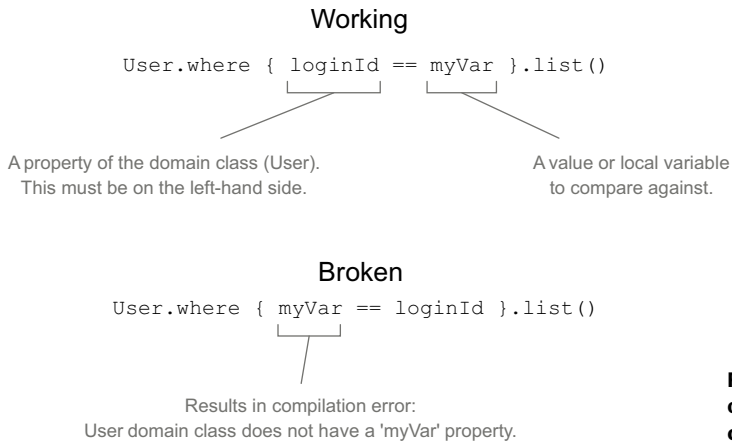 Working
User.where { loginId == myVar }.list()
A property of the domain class (User).
This must be on the left-hand side.
A value or local variable
to compare against.
Broken
User.where { myVar == loginId }.list()
Results in compilation error:
User domain class does not have a 'myVar' property.